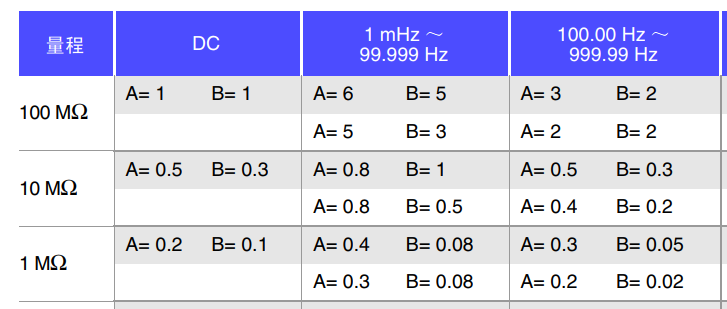 量程 DC 1 mHz ～ 99.999 Hz 100.00 Hz ～ 999.99 Hz
100 MΩ A= 1 B= 1 A= 6 B= 5 A= 3 B= 2
A= 5 B= 3 A= 2 B= 2
10 MΩ A= 0.5 B= 0.3 A= 0.8 B= 1 A= 0.5 B= 0.3
A= 0.8 B= 0.5 A= 0.4 B= 0.2
1 MΩ A= 0.2 B= 0.1 A= 0.4 B= 0.08 A= 0.3 B= 0.05
A= 0.3 B= 0.08 A= 0.2 B= 0.02